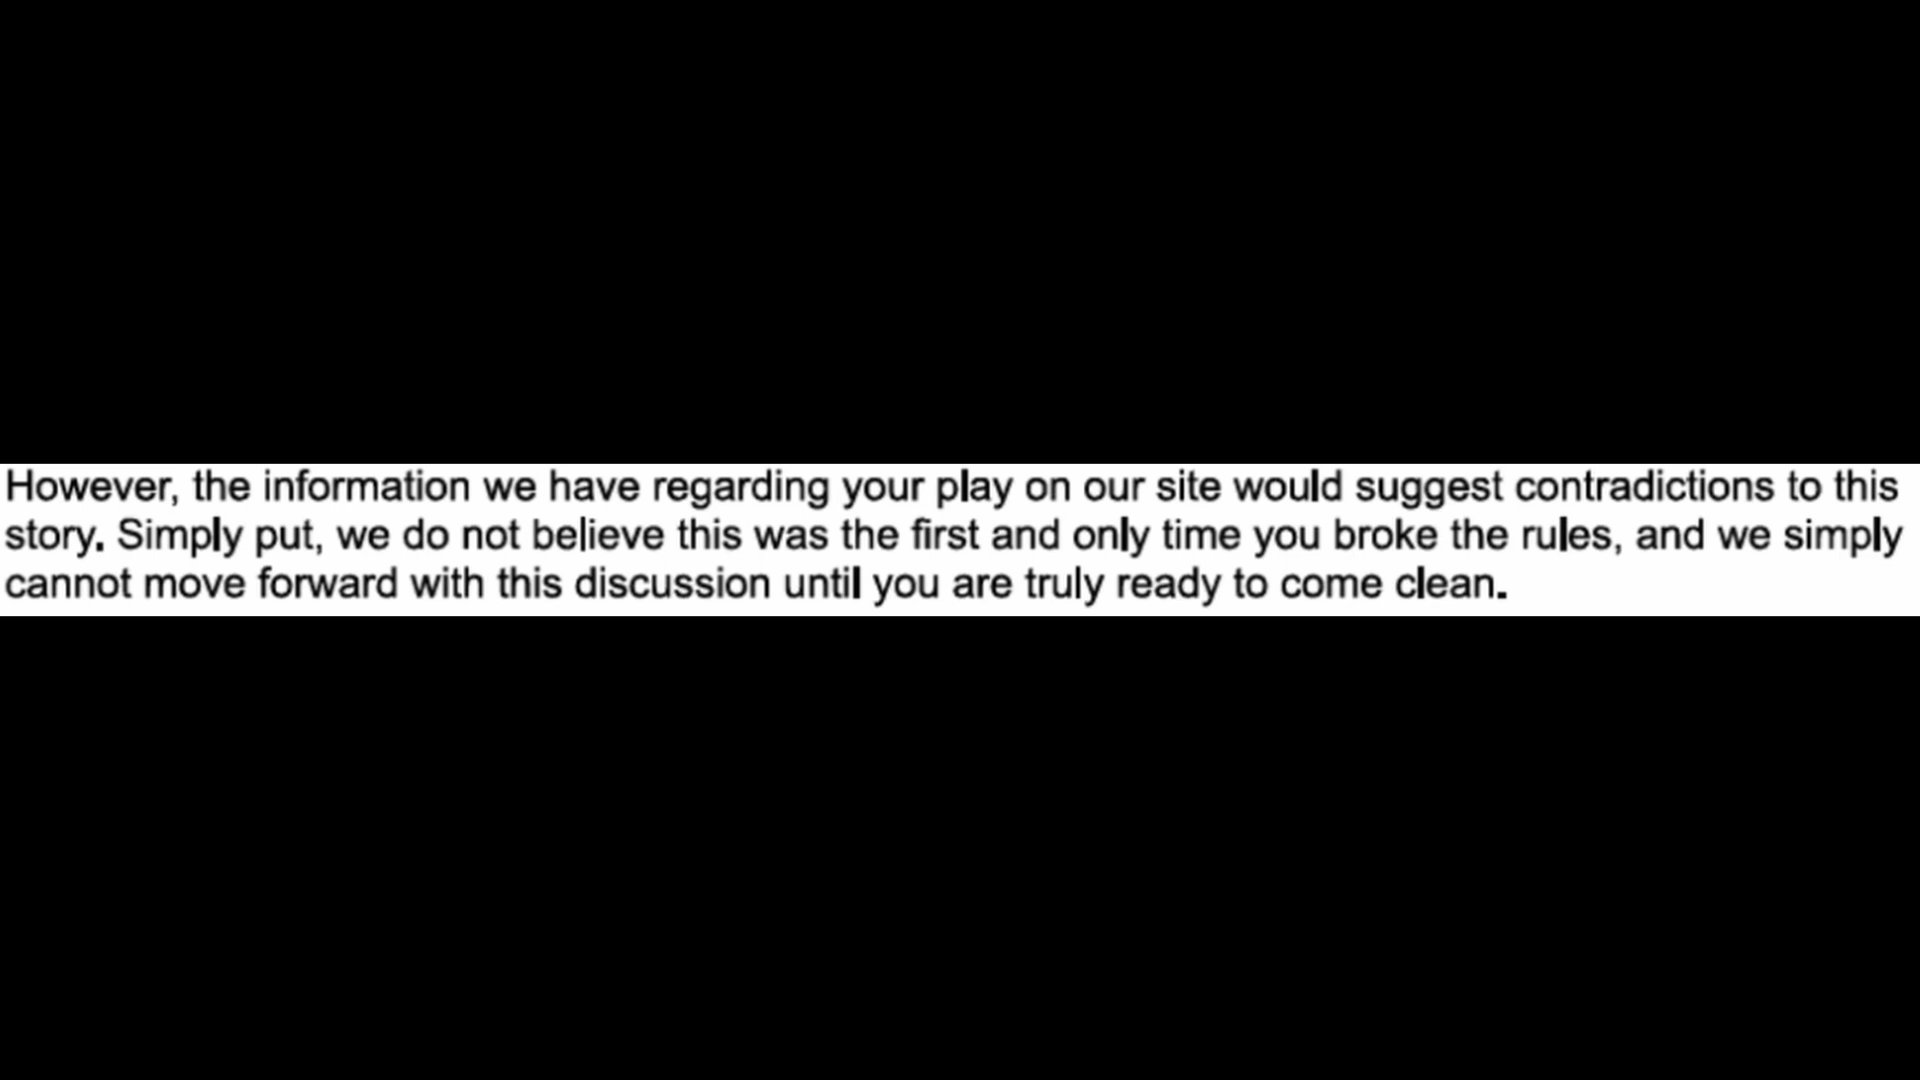 However, the information we have regarding your play on our site would suggest contradictions to this
story. Simply put, we do not believe this was the first and only time you broke the rules, and we simply
cannot move forward with this discussion until you are truly ready to come clean.